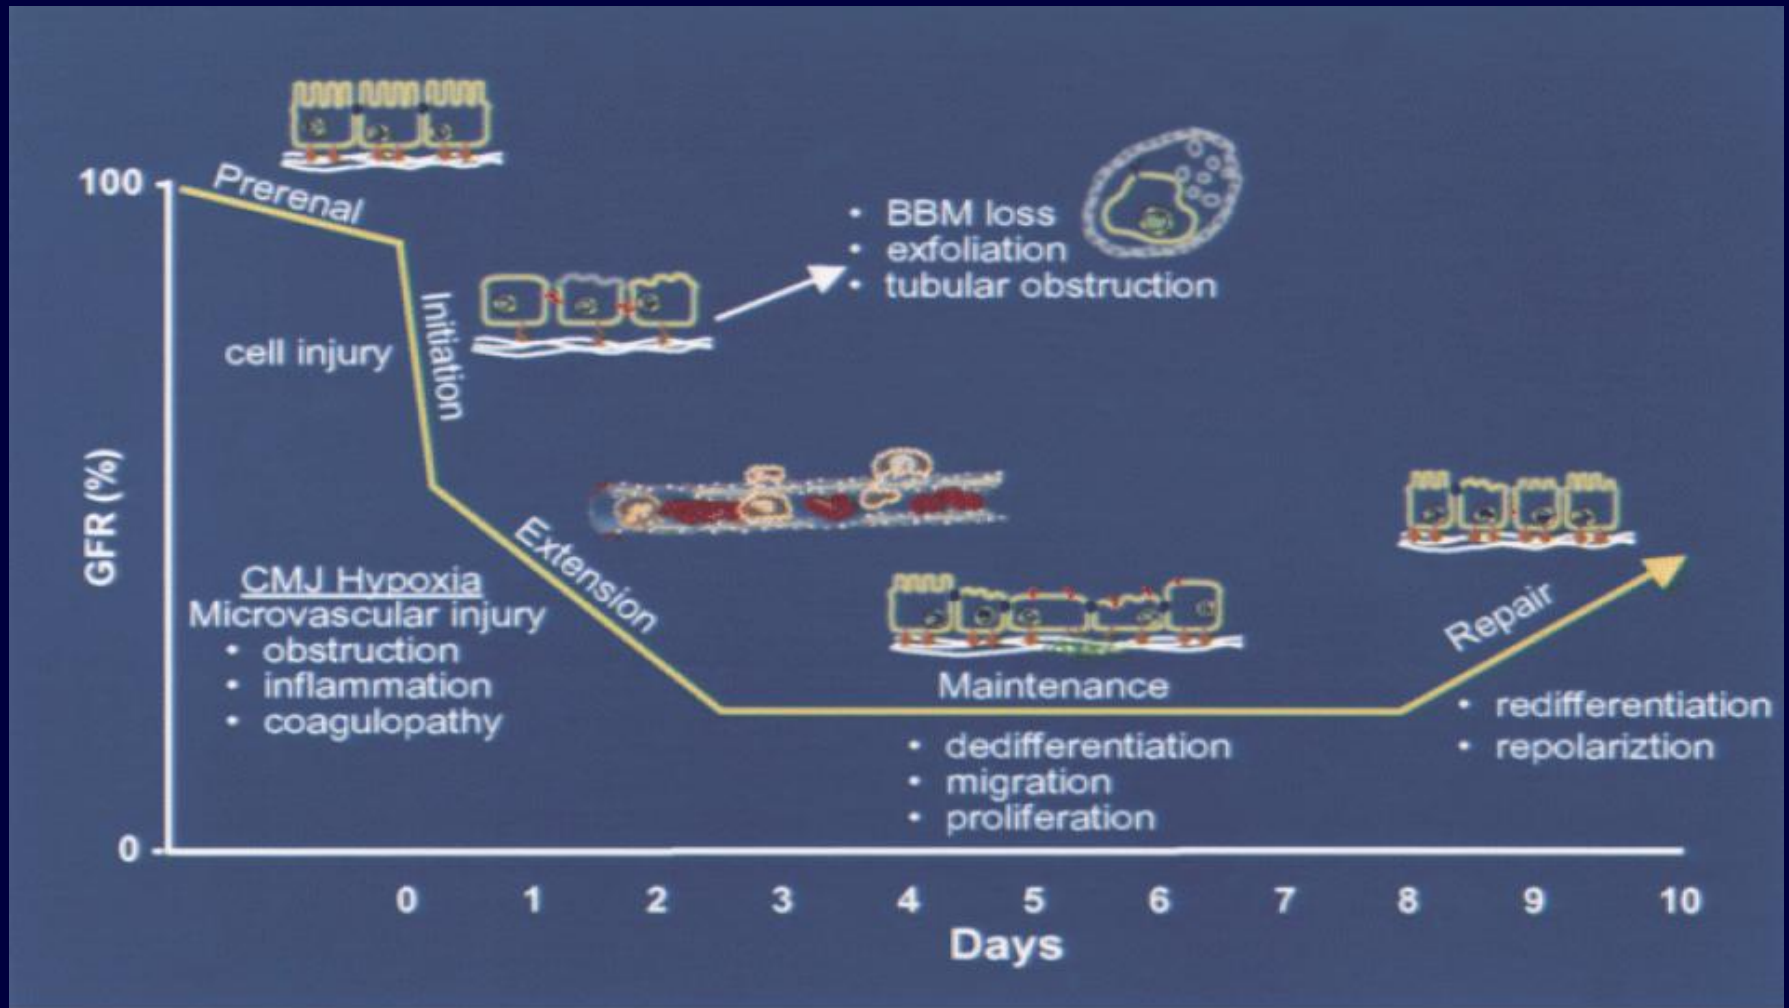 100
Prerenal
• BBM loss
• exfoliation
• tubular obstruction
Initiation
cell injury
GFR (%)
Extension
CMJ Hypoxia
Microvascular injury
• obstruction
• inflammation
• coagulopathy
Maintenance
• dedifferentiation
• migration
• proliferation
Repair
• redifferentiation
• repolariztion
0
0 1 2 3 4 5 6 7 8 9 10
Days